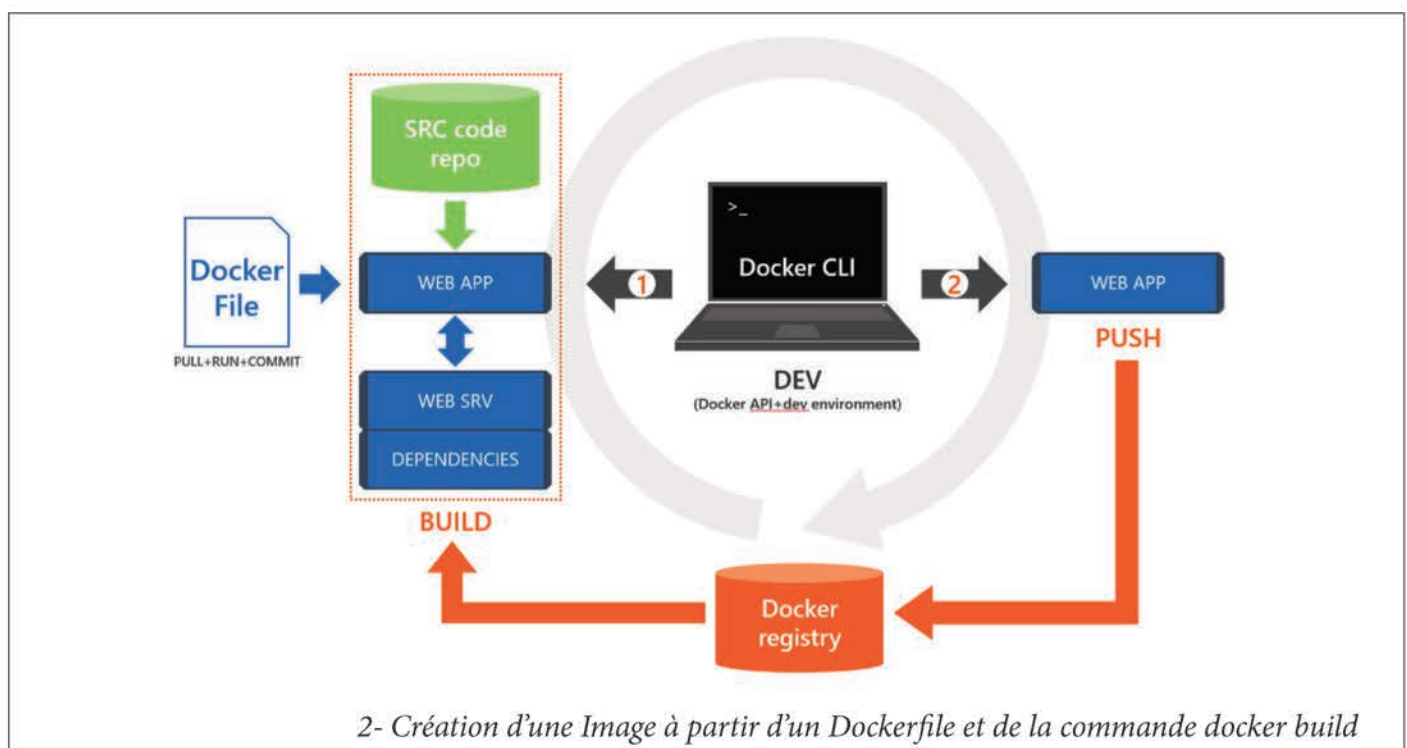 SRC code
repo
Docker
File
PULL+RUN+COMMIT
WEB APP
WEB SRV
DEPENDENCIES
BUILD
1
>_
Docker CLI
2
DEV
(Docker API+dev environment)
WEB APP
PUSH
Docker
registry
2- Création d’une Image à partir d’un Dockerfile et de la commande docker build